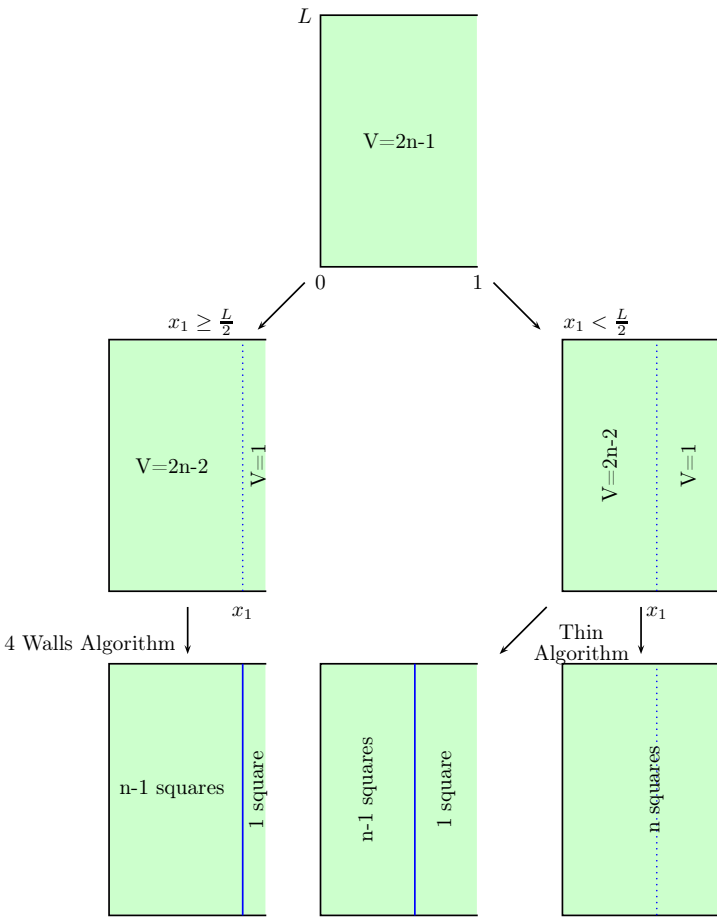 L
V=2n-1
0
1
x₁ ≥ L/2
x₁ < L/2
V=2n-2
V=1
V=2n-2
V=1
x₁
x₁
4 Walls Algorithm
Thin
Algorithm
n-1 squares
1 square
n-1 squares
1 square
n squares